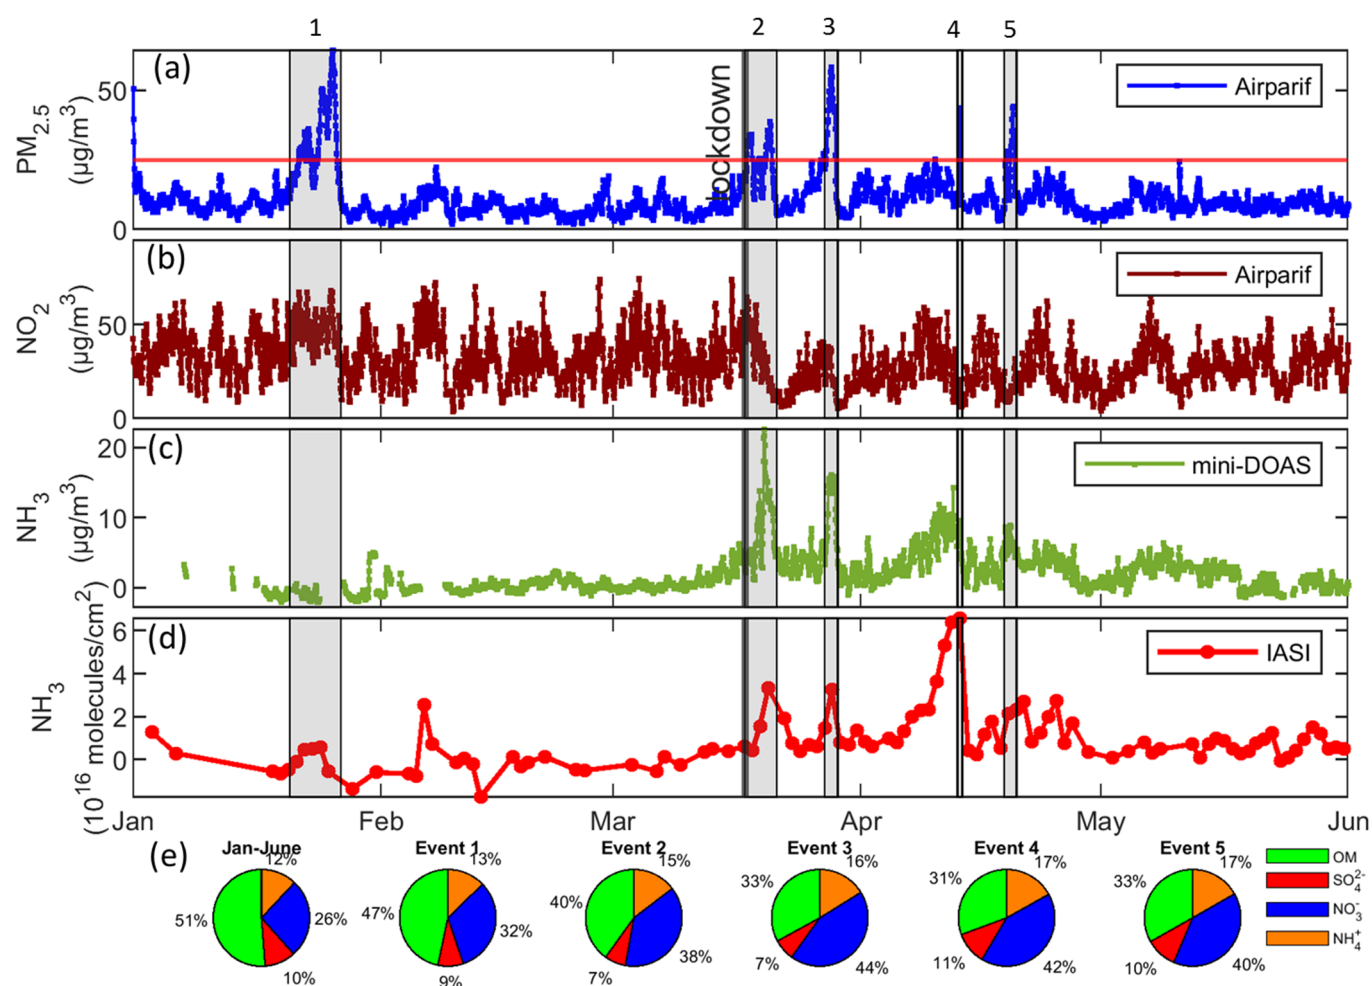 1 2 3 4 5
(a)
PM2.5
(µg/m³)
50
0
lockdown
Airparif
(b)
NO2
(µg/m³)
50
0
Airparif
(c)
NH3
(µg/m³)
20
10
0
mini-DOAS
(d)
NH3
(10¹⁶ molecules/cm²)
6
4
2
0
IASI
Jan Feb Mar Apr May Jun
(e)
Jan-June
12%
51%
26%
10%
Event 1
13%
47%
32%
9%
Event 2
15%
40%
38%
7%
Event 3
16%
33%
44%
7%
Event 4
17%
31%
42%
11%
Event 5
17%
33%
40%
10%
OM
SO₄²⁻
NO₃⁻
NH₄⁺